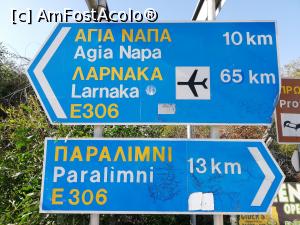 [c] AmFostAcolo®
ΑΓΙΑ ΝΑΠΑ 10 km
Agia Napa
ΛΑΡΝΑΚΑ 65 km
Larnaka
E306
ΠΑΡΑΛΙΜΝΙ 13 km
Paralimni
E306